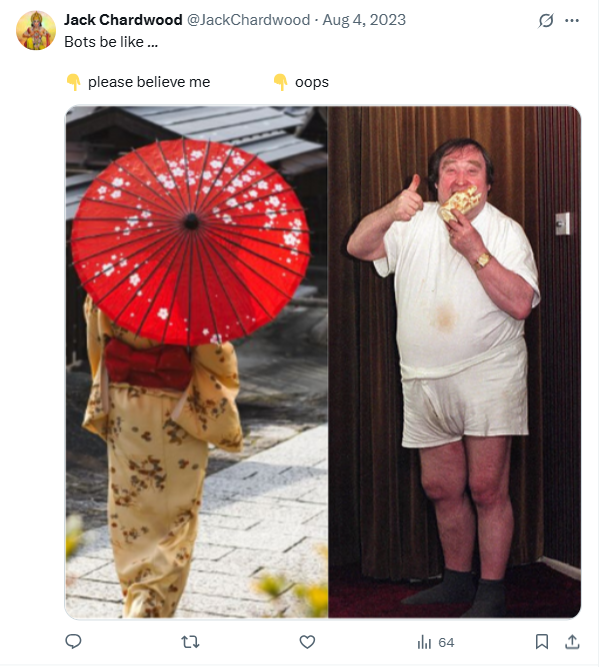 Jack Chardwood @JackChardwood · Aug 4, 2023
Bots be like ...
👇 please believe me 👇 oops
64